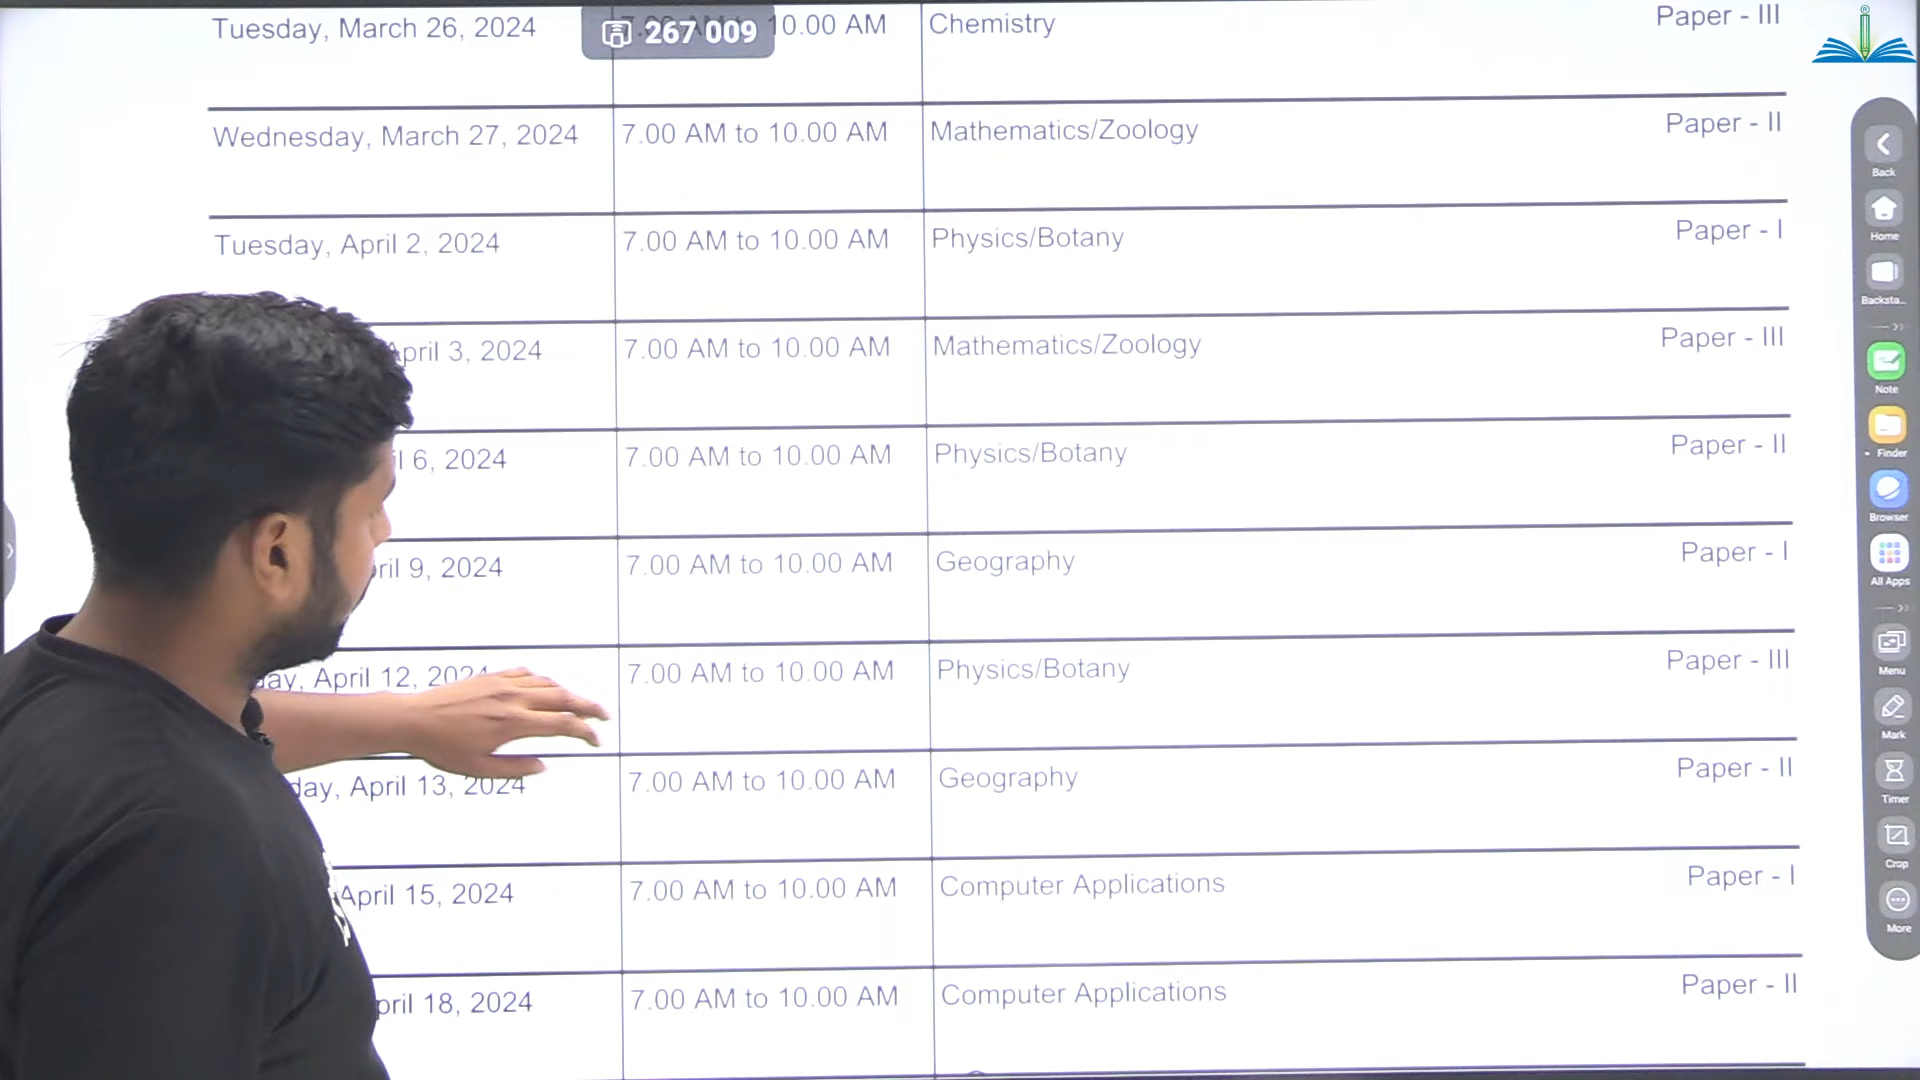 Tuesday, March 26, 2024 10.00 AM Chemistry Paper - III
267 009
Wednesday, March 27, 2024 7.00 AM to 10.00 AM Mathematics/Zoology Paper - II
Tuesday, April 2, 2024 7.00 AM to 10.00 AM Physics/Botany Paper - I
April 3, 2024 7.00 AM to 10.00 AM Mathematics/Zoology Paper - III
6, 2024 7.00 AM to 10.00 AM Physics/Botany Paper - II
ril 9, 2024 7.00 AM to 10.00 AM Geography Paper - I
ay, April 12, 2024 7.00 AM to 10.00 AM Physics/Botany Paper - III
day, April 13, 2024 7.00 AM to 10.00 AM Geography Paper - II
April 15, 2024 7.00 AM to 10.00 AM Computer Applications Paper - I
pril 18, 2024 7.00 AM to 10.00 AM Computer Applications Paper - II
Back
Home
Backsta...
Note
Finder
Browser
All Apps
Menu
Mark
Timer
Crop
More